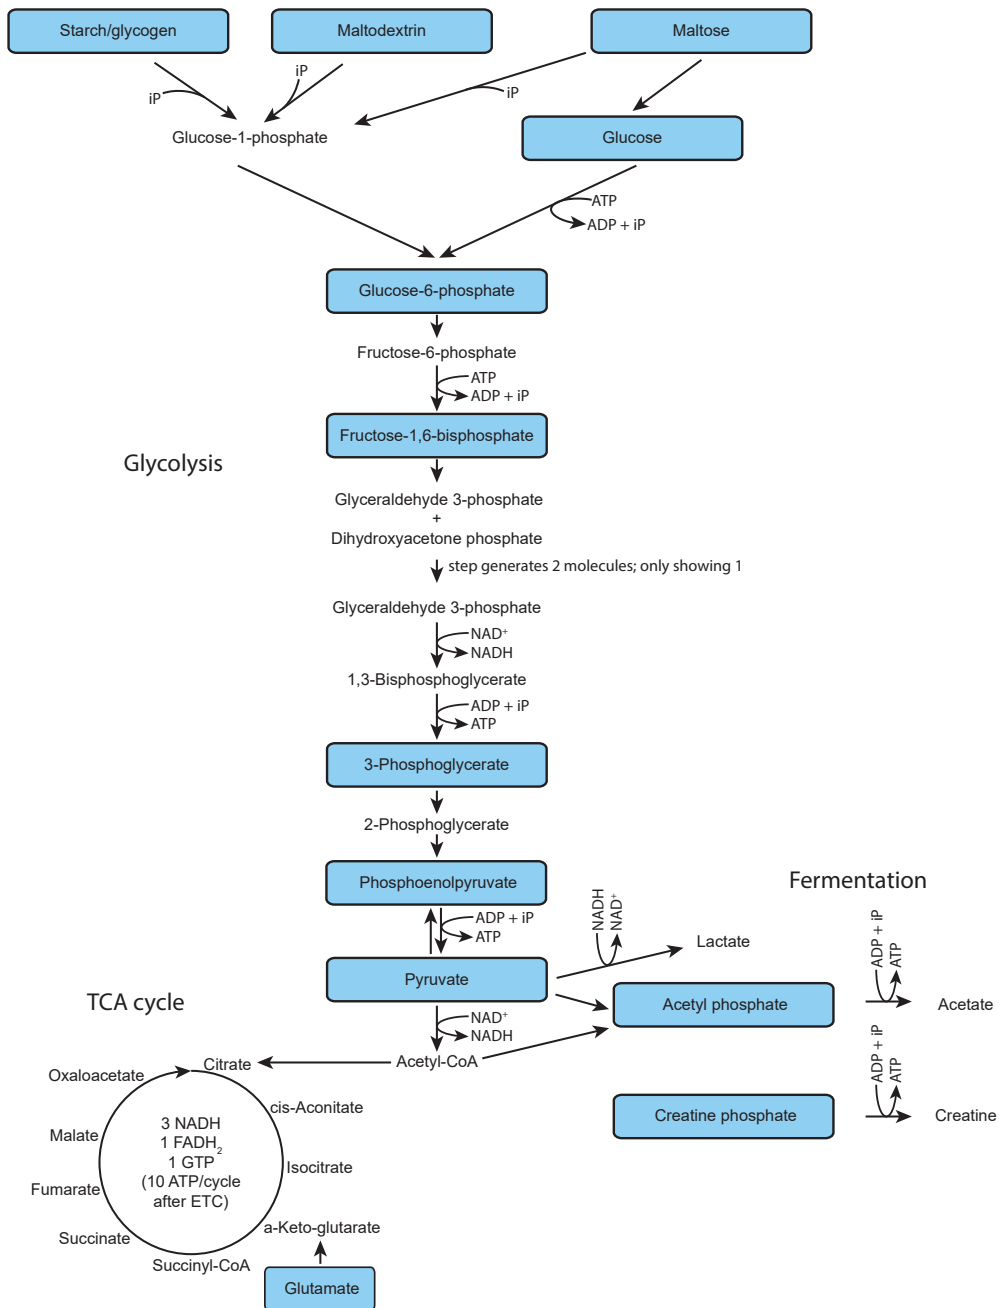 Starch/glycogen
Maltodextrin
Maltose
iP
iP
iP
Glucose-1-phosphate
Glucose
ATP
ADP + iP
Glucose-6-phosphate
Fructose-6-phosphate
ATP
ADP + iP
Fructose-1,6-bisphosphate
Glycolysis
Glyceraldehyde 3-phosphate
+
Dihydroxyacetone phosphate
step generates 2 molecules; only showing 1
Glyceraldehyde 3-phosphate
NAD⁺
NADH
1,3-Bisphosphoglycerate
ADP + iP
ATP
3-Phosphoglycerate
2-Phosphoglycerate
Phosphoenolpyruvate
ADP + iP
ATP
Fermentation
NADH
NAD⁺
Lactate
ADP + iP
ATP
Pyruvate
Acetyl phosphate
Acetate
TCA cycle
NAD⁺
NADH
Acetyl-CoA
Citrate
Oxaloacetate
cis-Aconitate
Malate
Isocitrate
Fumarate
a-Keto-glutarate
Succinate
Succinyl-CoA
3 NADH
1 FADH₂
1 GTP
(10 ATP/cycle
after ETC)
Glutamate
ADP + iP
ATP
Creatine phosphate
Creatine